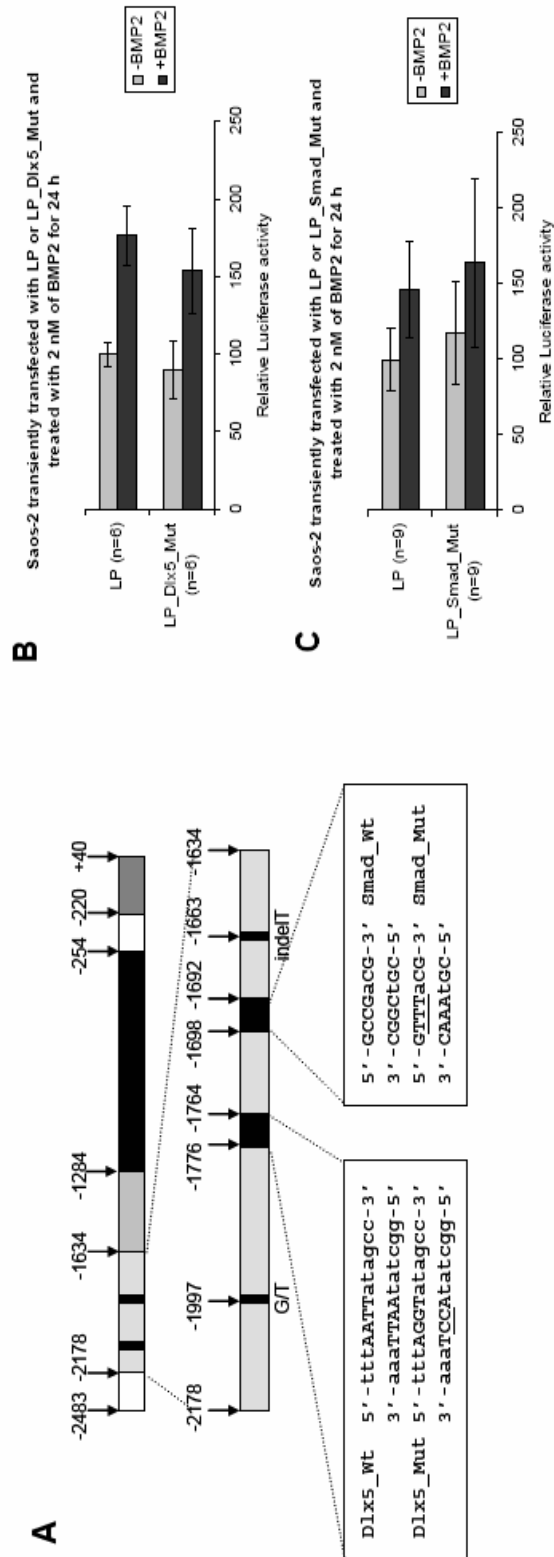 A
-2483
-2178
-1634
-1284
-254
-220
+40
-2178
-1997
-1776
-1764
-1698
-1692
-1663
-1634
G/T
indelT
Dlx5_Wt 5’-tttAATTatagcc-3’
3’-aaaTTAAatatcgg-5’
Dlx5_Mut 5’-tttAGGTatagcc-3’
3’-aaaTCCAtatcgg-5’
5’-GCCGaCG-3’ Smad_Wt
3’-CGGCtGC-5’
5’-GTTTaCG-3’ Smad_Mut
3’-CAAAtGC-5’
B
Saos-2 transiently transfected with LP or LP_Dlx5_Mut and
treated with 2 nM of BMP2 for 24 h
LP (n=6)
LP_Dlx5_Mut
(n=6)
0 50 100 150 200 250
Relative Luciferase activity
-BMP2
+BMP2
C
Saos-2 transiently transfected with LP or LP_Smad_Mut and
treated with 2 nM of BMP2 for 24 h
LP (n=9)
LP_Smad_Mut
(n=9)
0 50 100 150 200 250
Relative Luciferase activity
-BMP2
+BMP2